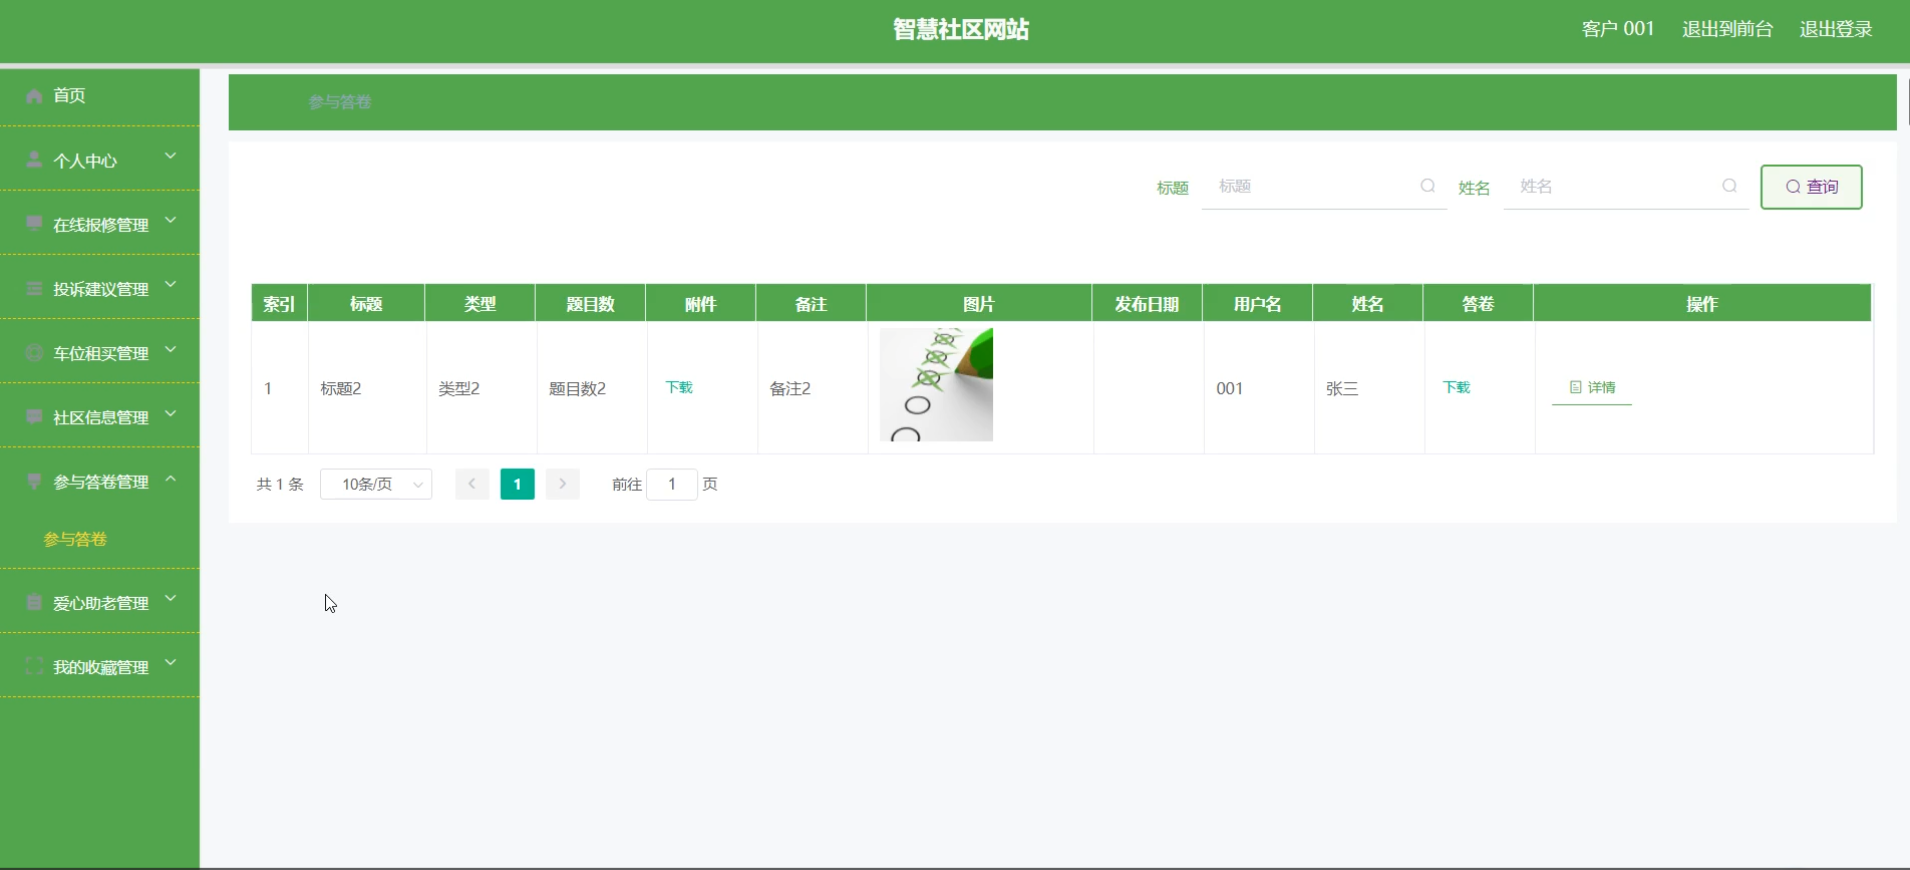 智慧社区网站
客户 001 退出到前台 退出登录
首页
个人中心
在线报修管理
投诉建议管理
车位租买管理
社区信息管理
参与答卷管理
参与答卷
爱心助老管理
我的收藏管理
参与答卷
标题 标题 姓名 姓名 查询
索引 标题 类型 题目数 附件 备注 图片 发布日期 用户名 姓名 答卷 操作
1 标题2 类型2 题目数2 下载 备注2 001 张三 下载 详情
共 1 条 10条/页 1 前往 1 页